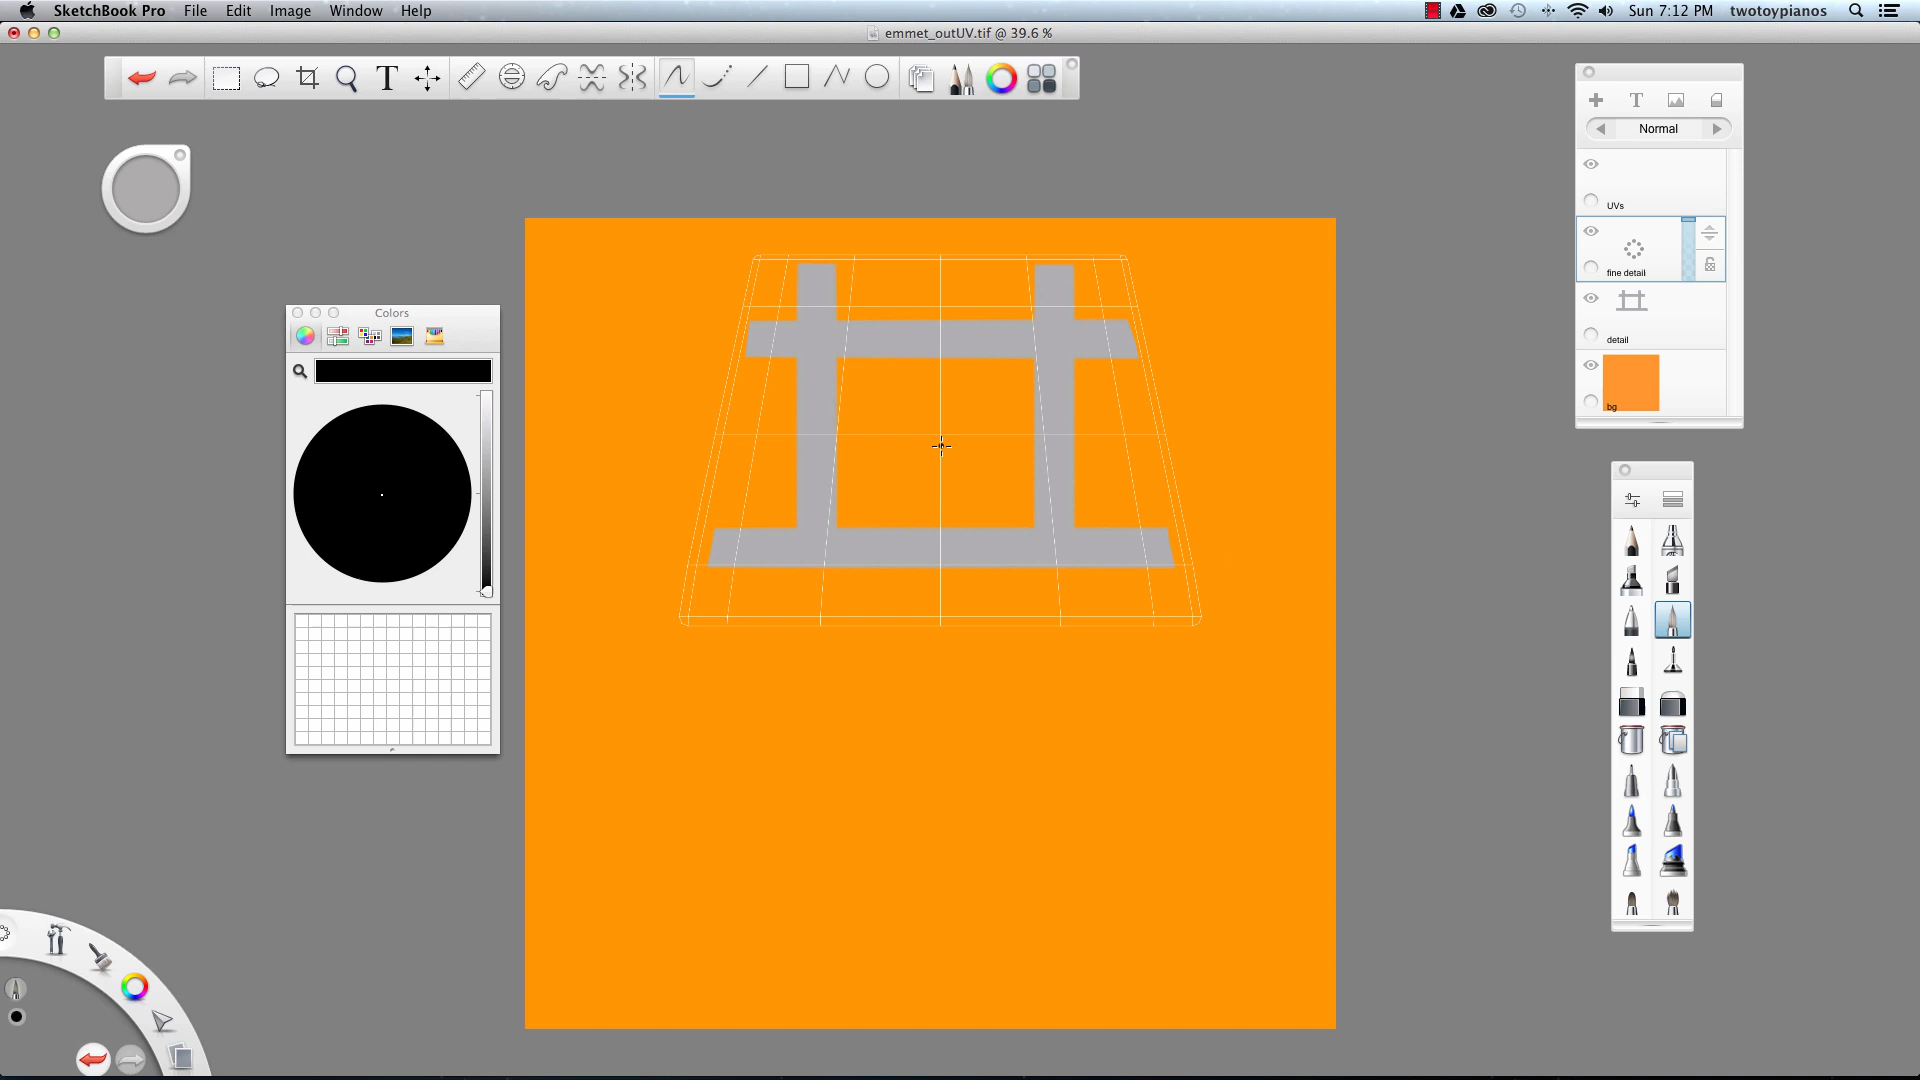 SketchBook Pro File Edit Image Window Help Sun 7:12 PM twotoypianos
emmet_outUV.tif @ 39.6 %
T
T
Normal
UVs
fine detail
detail
bg
Colors